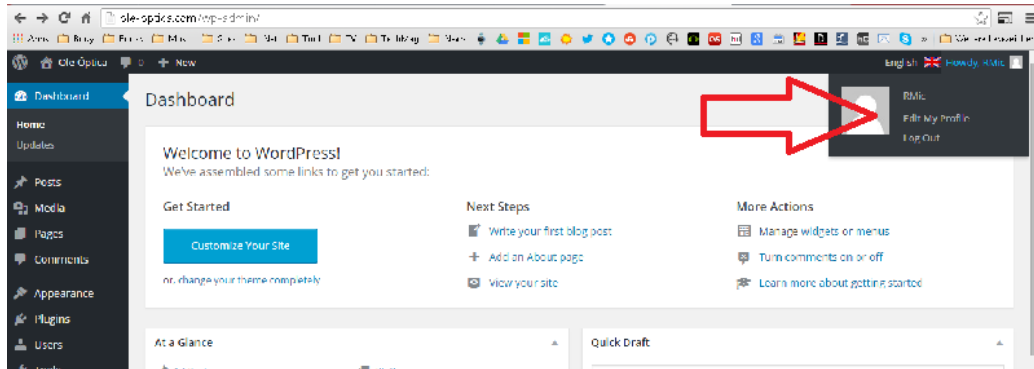 ole-optics.com/wp-admin/
Ole Optica 0 + New English Howdy, RMic
Dashboard
Home
Updates
Posts
Media
Pages
Comments
Appearance
Plugins
Users
Dashboard
Welcome to WordPress!
We've assembled some links to get you started:
Get Started
Customize Your Site
or, change your theme completely
Next Steps
Write your first blog post
+ Add an About page
View your site
More Actions
Manage widgets or menus
Turn comments on or off
Learn more about getting started
RMic
Edit My Profile
Log Out
At a Glance
Quick Draft